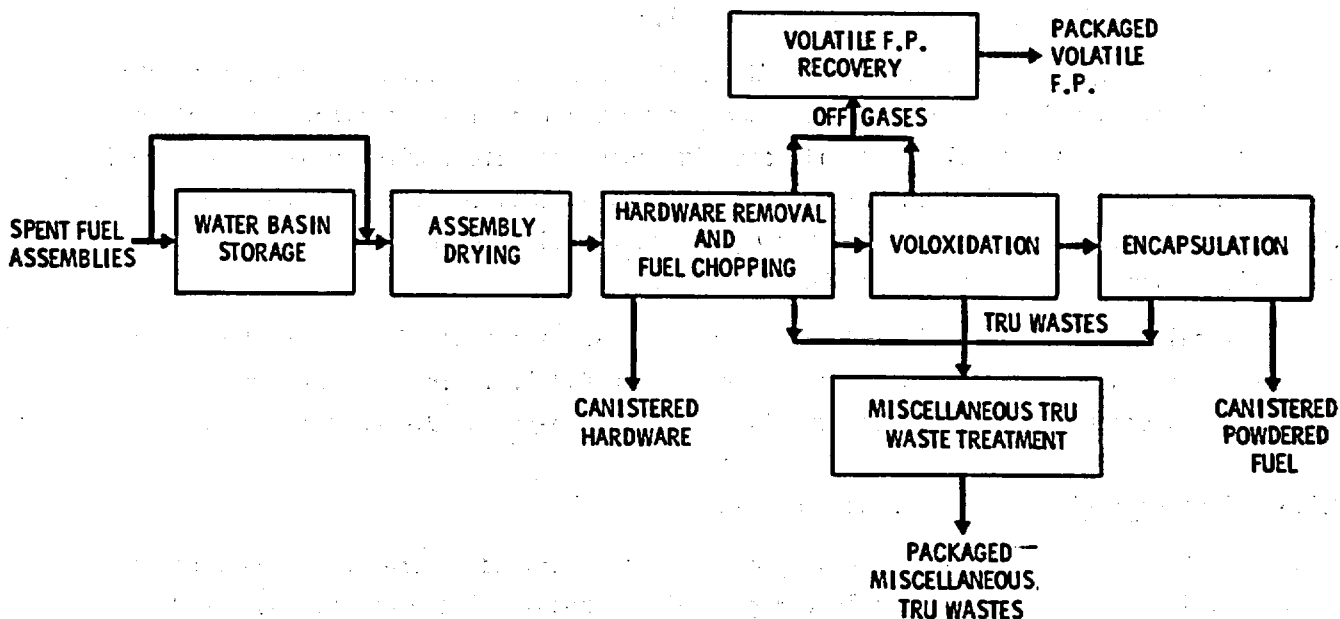 VOLATILE F.P.
RECOVERY
PACKAGED
VOLATILE
F.P.
OFF GASES
SPENT FUEL
ASSEMBLIES
WATER BASIN
STORAGE
ASSEMBLY
DRYING
HARDWARE REMOVAL
AND
FUEL CHOPPING
VOLOXIDATION
ENCAPSULATION
TRU WASTES
CANISTERED
HARDWARE
MISCELLANEOUS TRU
WASTE TREATMENT
CANISTERED
POWDERED
FUEL
PACKAGED
MISCELLANEOUS
TRU WASTES